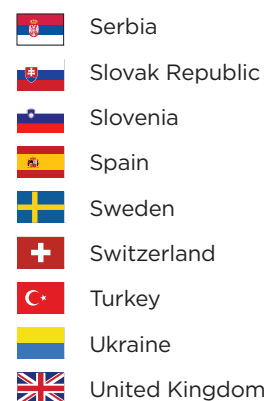 Serbia
Slovak Republic
Slovenia
Spain
Sweden
Switzerland
Turkey
Ukraine
United Kingdom